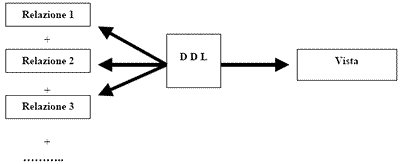 Relazione 1
+
Relazione 2
+
Relazione 3
+
...........
D D L
Vista